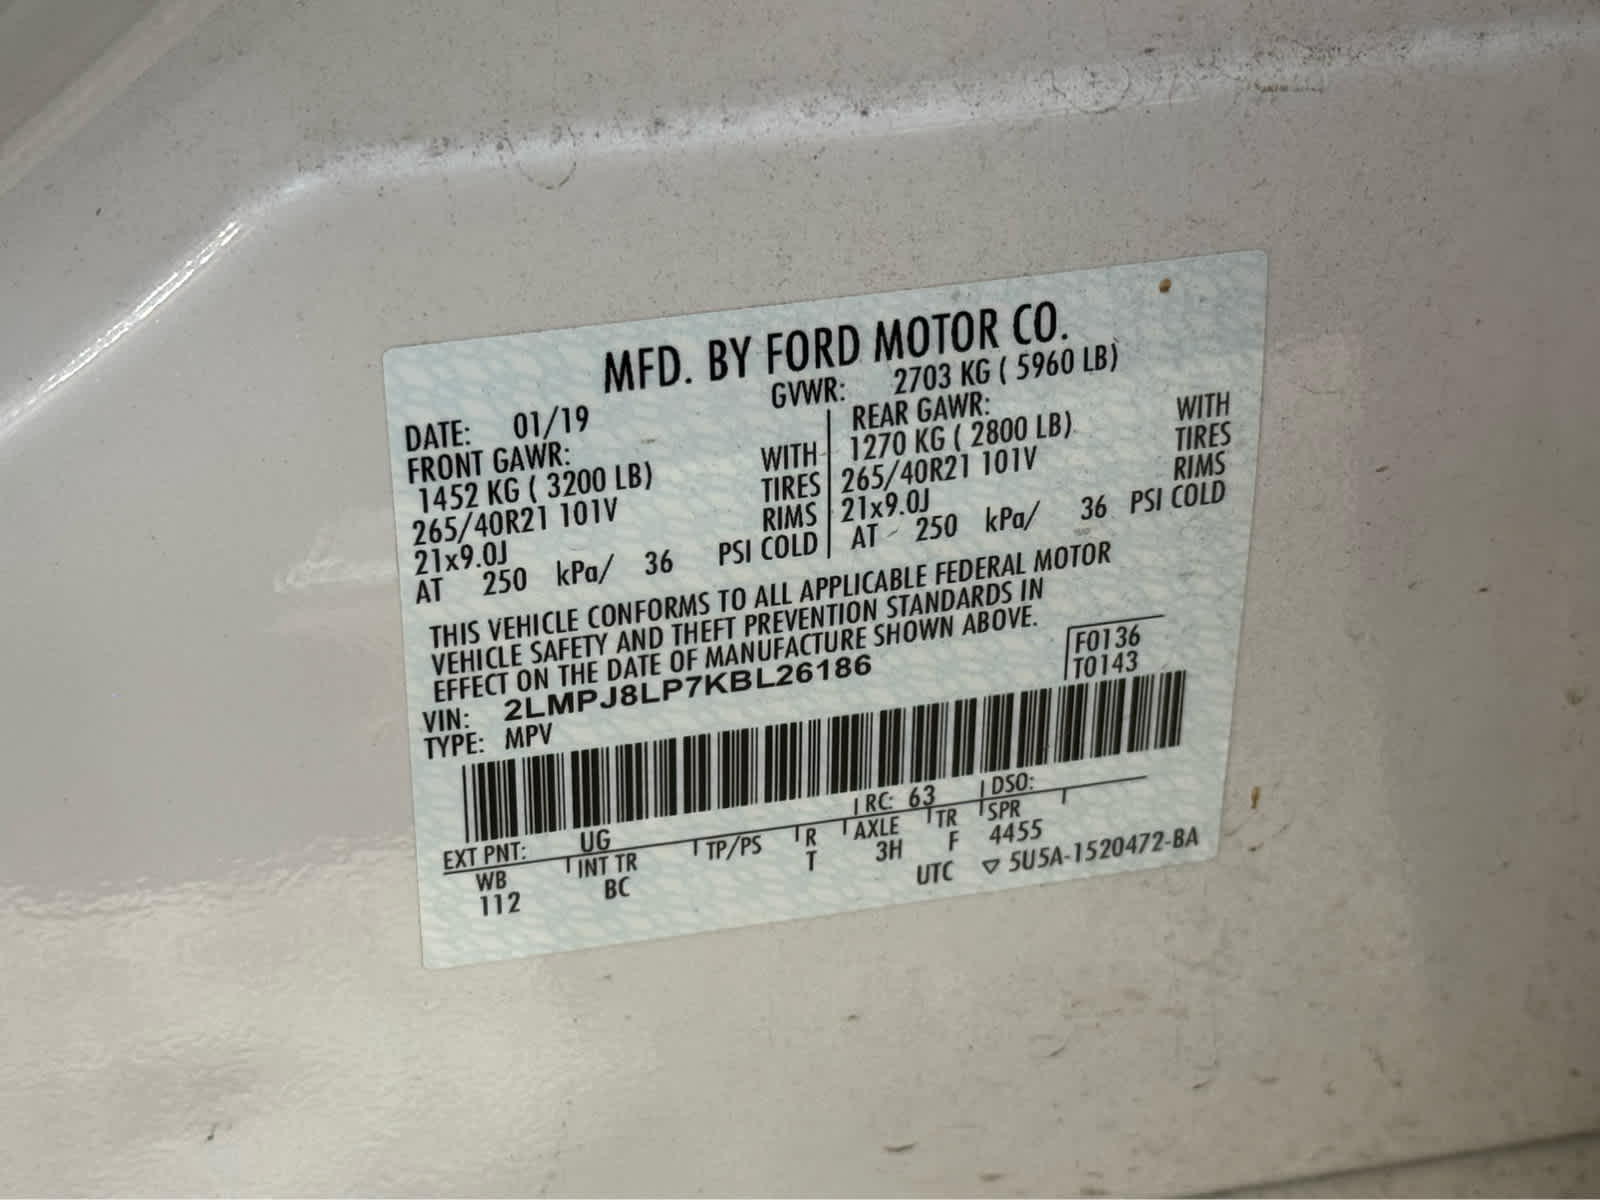 MFD. BY FORD MOTOR CO.
DATE: 01/19 GVWR: 2703 KG ( 5960 LB)
FRONT GAWR: REAR GAWR:
1452 KG ( 3200 LB) WITH 1270 KG ( 2800 LB) WITH
265/40R21 101V TIRES 265/40R21 101V TIRES
21x9.0J RIMS 21x9.0J RIMS
AT 250 kPa/ 36 PSI COLD AT 250 kPa/ 36 PSI COLD
THIS VEHICLE CONFORMS TO ALL APPLICABLE FEDERAL MOTOR
VEHICLE SAFETY AND THEFT PREVENTION STANDARDS IN
EFFECT ON THE DATE OF MANUFACTURE SHOWN ABOVE.
VIN: 2LMPJ8LP7KBL26186 F0136
TYPE: MPV T0143
EXT PNT: UG RC: 63 DSO:
WB INT TR TP/PS R AXLE TR SPR
112 BC T 3H F 4455
UTC ▽ 5U5A-1520472-BA